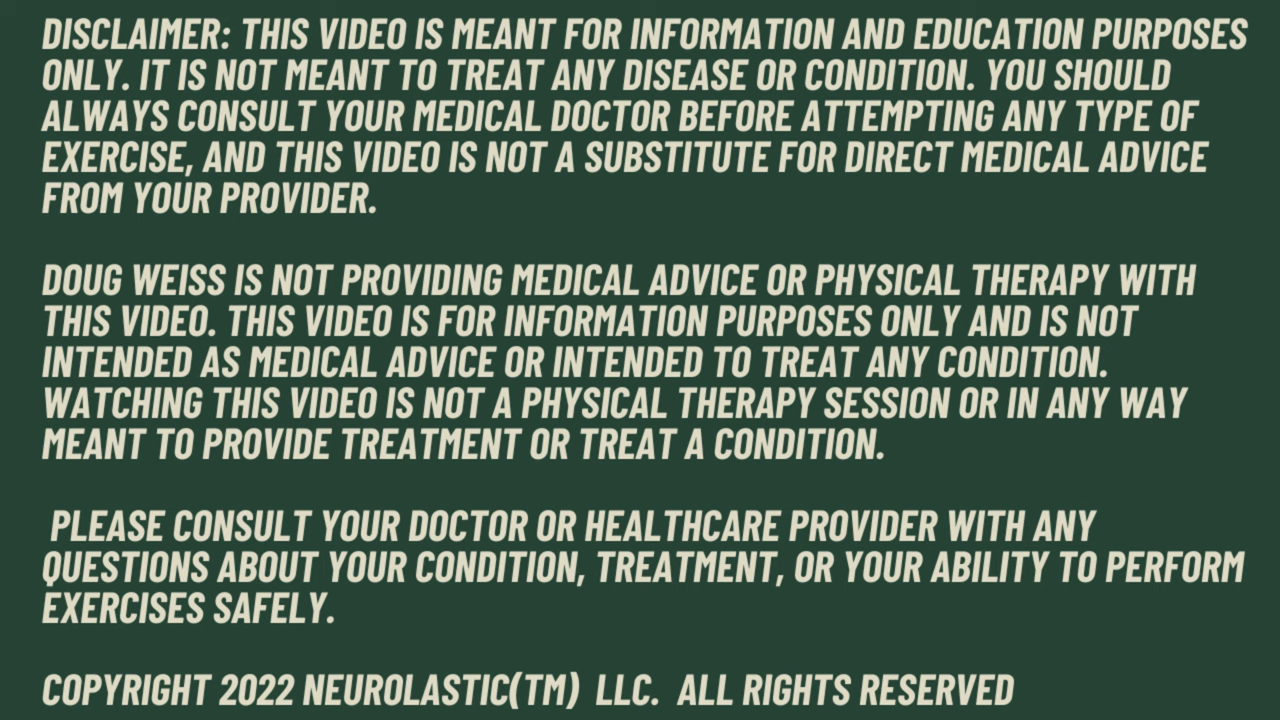 DISCLAIMER: THIS VIDEO IS MEANT FOR INFORMATION AND EDUCATION PURPOSES
ONLY. IT IS NOT MEANT TO TREAT ANY DISEASE OR CONDITION. YOU SHOULD
ALWAYS CONSULT YOUR MEDICAL DOCTOR BEFORE ATTEMPTING ANY TYPE OF
EXERCISE, AND THIS VIDEO IS NOT A SUBSTITUTE FOR DIRECT MEDICAL ADVICE
FROM YOUR PROVIDER.
DOUG WEISS IS NOT PROVIDING MEDICAL ADVICE OR PHYSICAL THERAPY WITH
THIS VIDEO. THIS VIDEO IS FOR INFORMATION PURPOSES ONLY AND IS NOT
INTENDED AS MEDICAL ADVICE OR INTENDED TO TREAT ANY CONDITION.
WATCHING THIS VIDEO IS NOT A PHYSICAL THERAPY SESSION OR IN ANY WAY
MEANT TO PROVIDE TREATMENT OR TREAT A CONDITION.
PLEASE CONSULT YOUR DOCTOR OR HEALTHCARE PROVIDER WITH ANY
QUESTIONS ABOUT YOUR CONDITION, TREATMENT, OR YOUR ABILITY TO PERFORM
EXERCISES SAFELY.
COPYRIGHT 2022 NEUROLASTIC(TM) LLC. ALL RIGHTS RESERVED